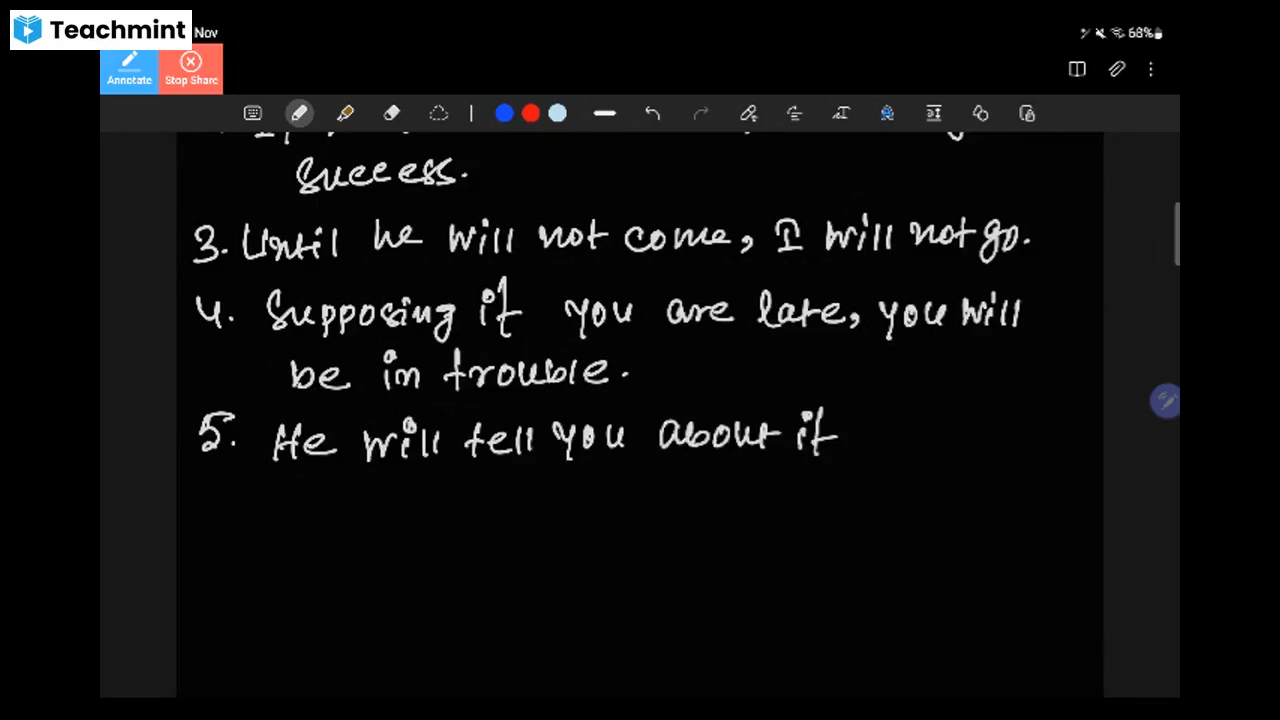 Teachmint
Nov
68%
Annotate
Stop Share
success.
3. Until he will not come, I will not go.
4. Supposing if you are late, you will
be in trouble.
5. He will tell you about it